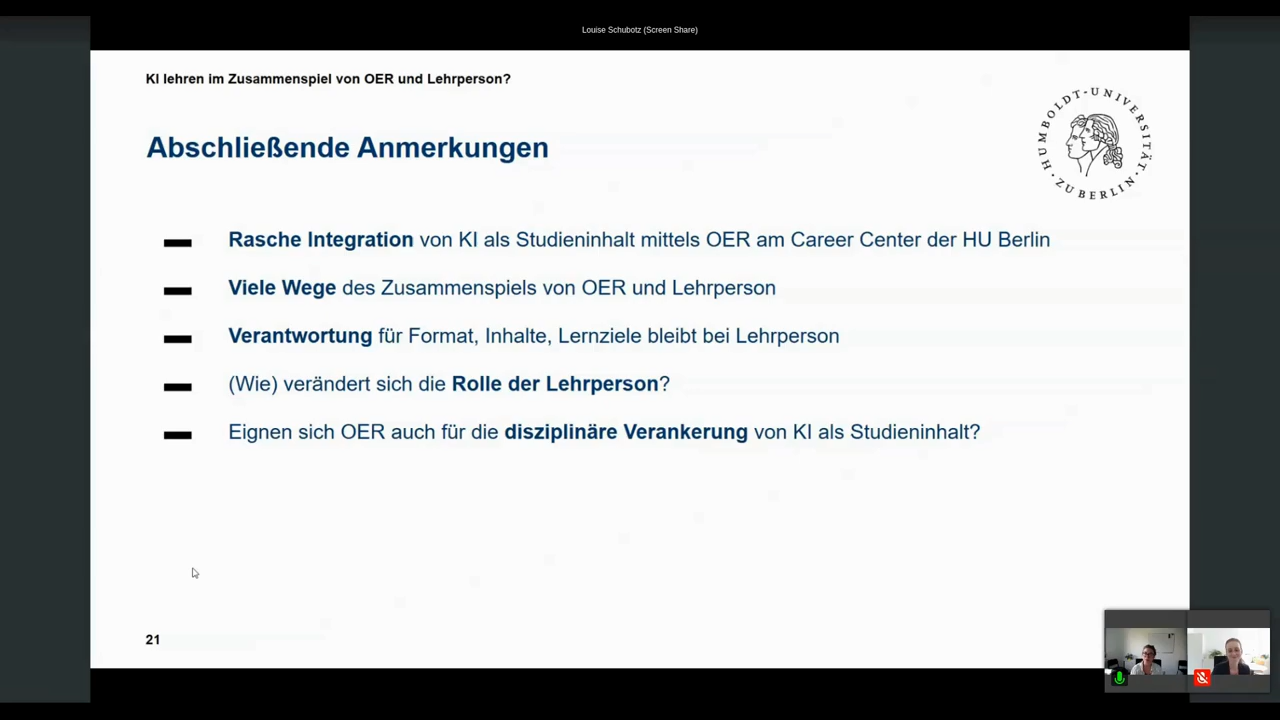 Louise Schubotz (Screen Share)
KI lehren im Zusammenspiel von OER und Lehrperson?
HUMBOLDT-UNIVERSITÄT · ZU BERLIN ·
Abschließende Anmerkungen
Rasche Integration von KI als Studieninhalt mittels OER am Career Center der HU Berlin
Viele Wege des Zusammenspiels von OER und Lehrperson
Verantwortung für Format, Inhalte, Lernziele bleibt bei Lehrperson
(Wie) verändert sich die Rolle der Lehrperson?
Eignen sich OER auch für die disziplinäre Verankerung von KI als Studieninhalt?
21